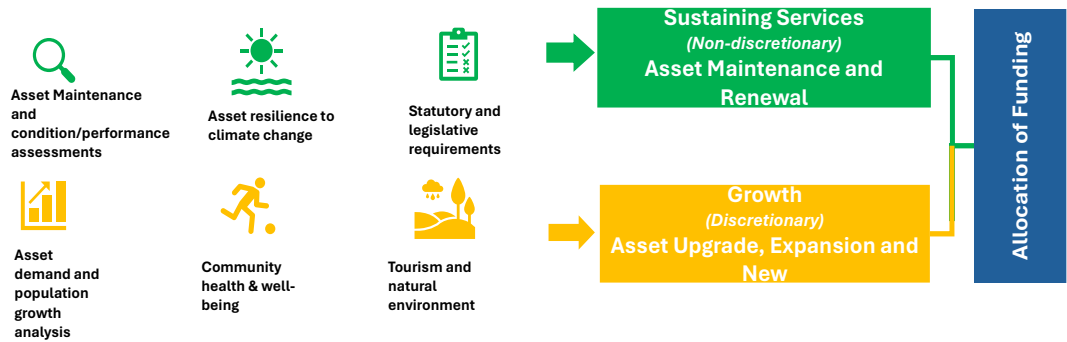 Asset Maintenance
and
condition/performance
assessments
Asset resilience to
climate change
Statutory and
legislative
requirements
Sustaining Services
(Non-discretionary)
Asset Maintenance and
Renewal
Asset
demand and
population
growth
analysis
Community
health & well-
being
Tourism and
natural
environment
Growth
(Discretionary)
Asset Upgrade, Expansion and
New
Allocation of Funding